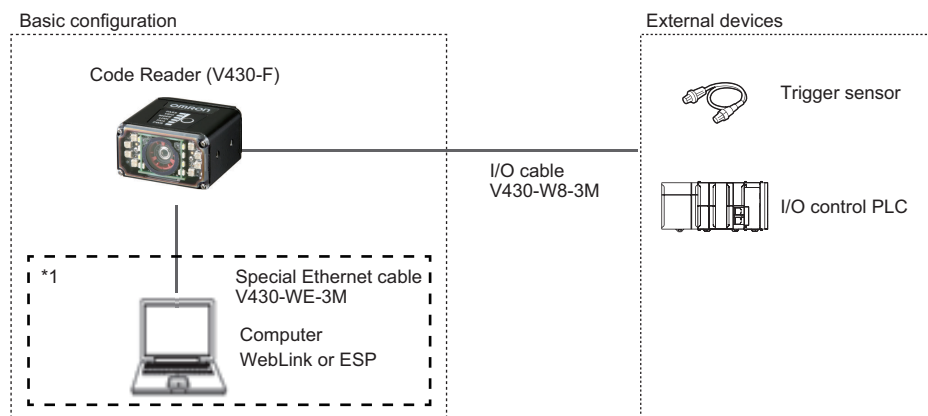 Basic configuration
External devices
Code Reader (V430-F)
OMRON
Trigger sensor
I/O cable
V430-W8-3M
I/O control PLC
*1
Special Ethernet cable
V430-WE-3M
Computer
WebLink or ESP